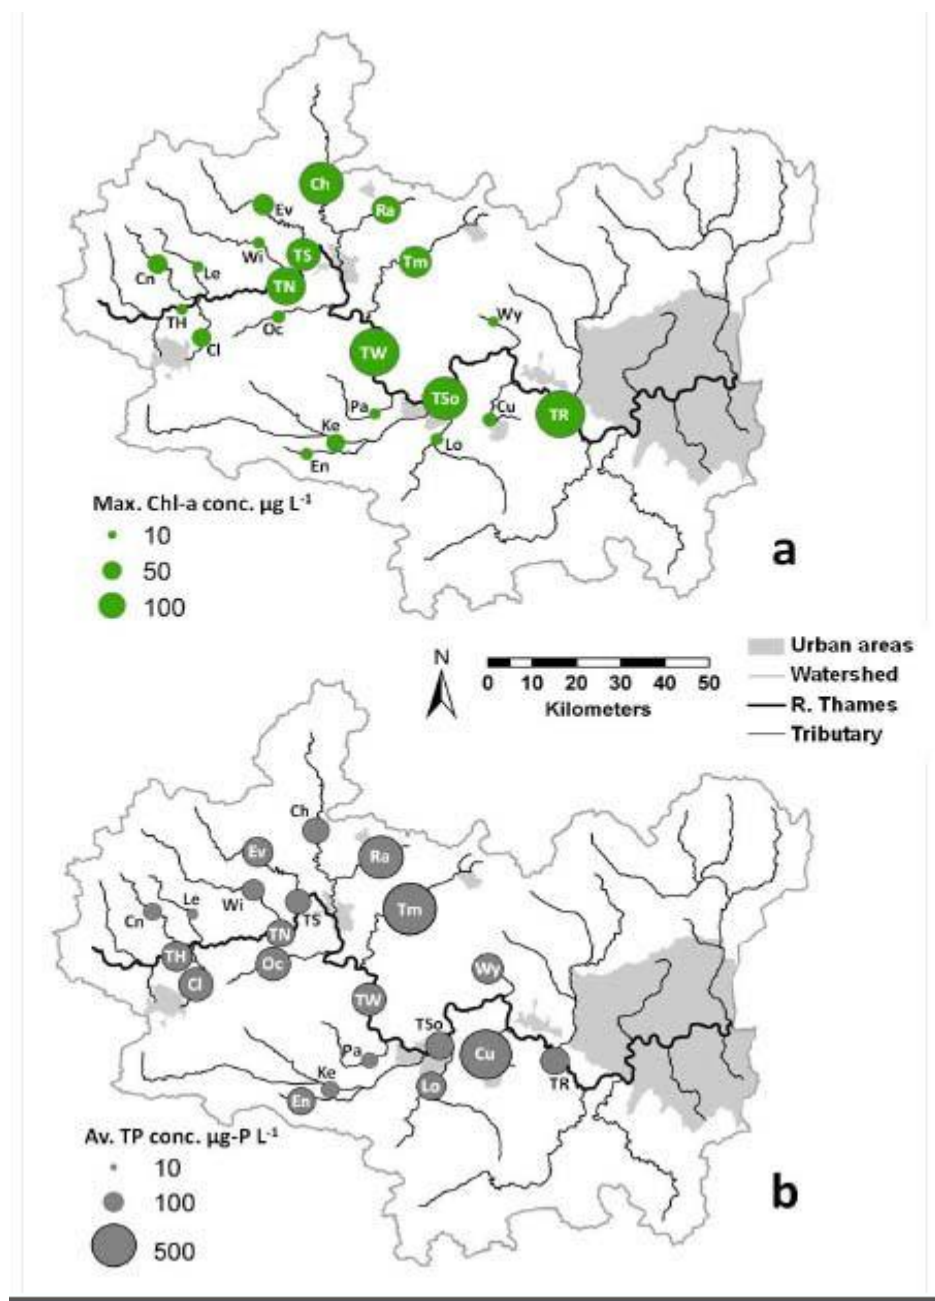 Ch
Ev
Ra
Wi
TS
Tm
Cn
Le
TN
TH
Oc
Wy
Cl
TW
TSo
Pa
Cu
TR
Ke
Lo
En
Max. Chl-a conc. µg L-1
10
50
100
a
N
0 10 20 30 40 50
Kilometers
Urban areas
Watershed
R. Thames
Tributary
Ch
Ev
Ra
Le
Wi
Tm
Cn
TS
TN
TH
Oc
Wy
Cl
TW
TSo
Pa
Cu
TR
Ke
Lo
En
Av. TP conc. µg-P L-1
10
100
500
b